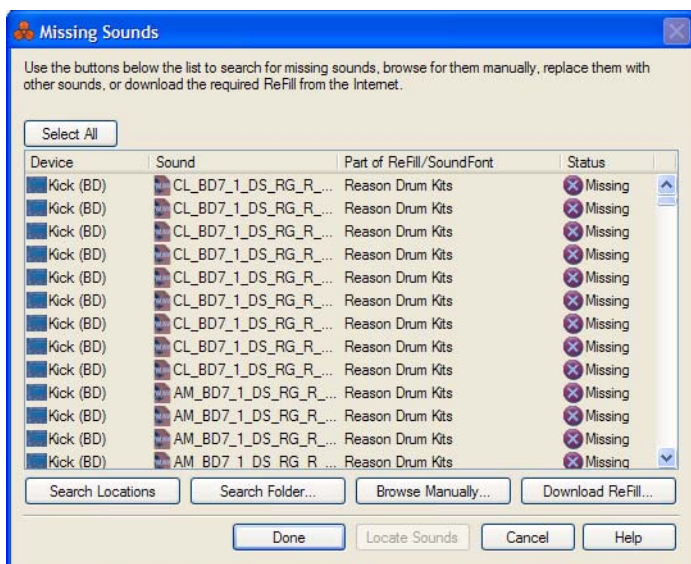 Missing Sounds
Use the buttons below the list to search for missing sounds, browse for them manually, replace them with
other sounds, or download the required ReFill from the Internet.
Select All
Device Sound Part of ReFill/SoundFont Status
Kick (BD) CL_BD7_1_DS_RG_R_... Reason Drum Kits Missing
Kick (BD) CL_BD7_1_DS_RG_R_... Reason Drum Kits Missing
Kick (BD) CL_BD7_1_DS_RG_R_... Reason Drum Kits Missing
Kick (BD) CL_BD7_1_DS_RG_R_... Reason Drum Kits Missing
Kick (BD) CL_BD7_1_DS_RG_R_... Reason Drum Kits Missing
Kick (BD) CL_BD7_1_DS_RG_R_... Reason Drum Kits Missing
Kick (BD) CL_BD7_1_DS_RG_R_... Reason Drum Kits Missing
Kick (BD) CL_BD7_1_DS_RG_R_... Reason Drum Kits Missing
Kick (BD) CL_BD7_1_DS_RG_R_... Reason Drum Kits Missing
Kick (BD) AM_BD7_1_DS_RG_R_... Reason Drum Kits Missing
Kick (BD) AM_BD7_1_DS_RG_R_... Reason Drum Kits Missing
Kick (BD) AM_BD7_1_DS_RG_R_... Reason Drum Kits Missing
Kick (BD) AM_BD7_1_DS_RG_R_... Reason Drum Kits Missing
Search Locations Search Folder... Browse Manually... Download ReFill...
Done Locate Sounds Cancel Help